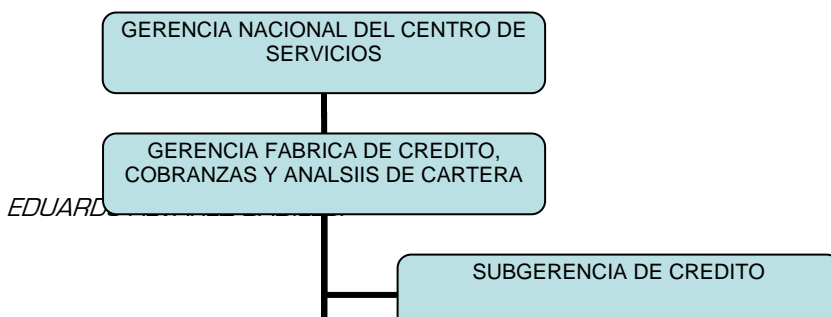 GERENCIA NACIONAL DEL CENTRO DE
SERVICIOS
GERENCIA FABRICA DE CREDITO,
COBRANZAS Y ANALSIIS DE CARTERA
EDUARDO
SUBGERENCIA DE CREDITO